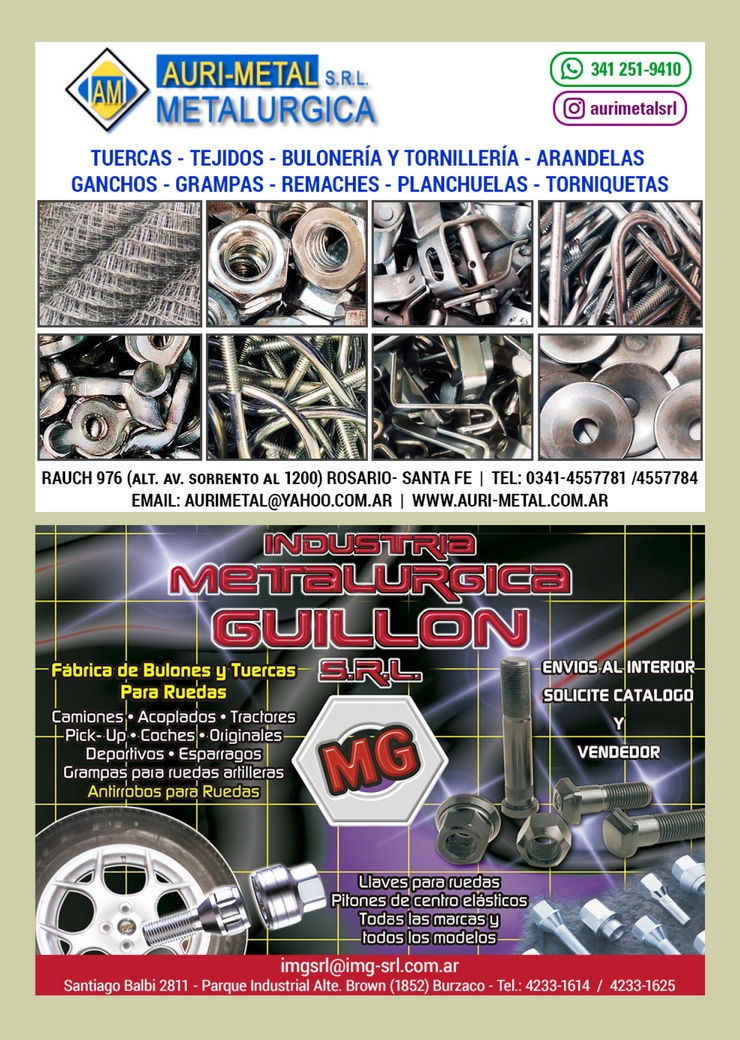 AM
AURI-METAL S.R.L.
METALURGICA
341 251-9410
aurimetalsrl
TUERCAS - TEJIDOS - BULONERÍA Y TORNILLERÍA - ARANDELAS
GANCHOS - GRAMPAS - REMACHES - PLANCHUELAS - TORNIQUETAS
RAUCH 976 (ALT. AV. SORRENTO AL 1200) ROSARIO- SANTA FE | TEL: 0341-4557781 /4557784
EMAIL: AURIMETAL@YAHOO.COM.AR | WWW.AURI-METAL.COM.AR
INDUSTRIA
METALURGICA
GUILLON
S.R.L.
Fábrica de Bulones y Tuercas
Para Ruedas
Camiones • Acoplados • Tractores
Pick- Up • Coches • Originales
Deportivos • Esparragos
Grampas para ruedas artilleras
Antirrobos para Ruedas
ENVIOS AL INTERIOR
SOLICITE CATALOGO
Y
VENDEDOR
MG
Llaves para ruedas
Pitones de centro elásticos
Todas las marcas y
todos los modelos
imgsrl@img-srl.com.ar
Santiago Balbi 2811 - Parque Industrial Alte. Brown (1852) Burzaco - Tel.: 4233-1614 / 4233-1625